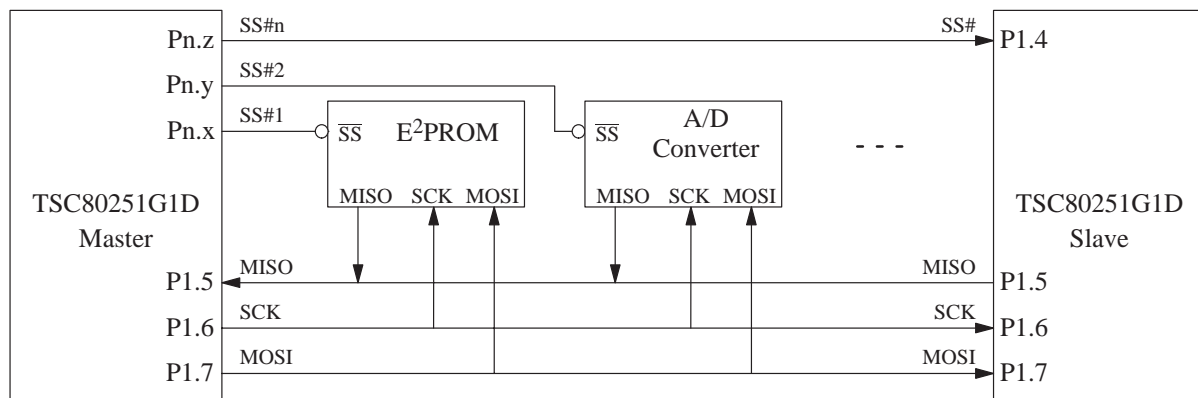 Pn.z SS#n SS# P1.4
Pn.y SS#2
Pn.x SS#1
SS E²PROM
MISO SCK MOSI
SS A/D
Converter
MISO SCK MOSI
- - -
TSC80251G1D
Master
TSC80251G1D
Slave
P1.5 MISO MISO P1.5
P1.6 SCK SCK P1.6
P1.7 MOSI MOSI P1.7